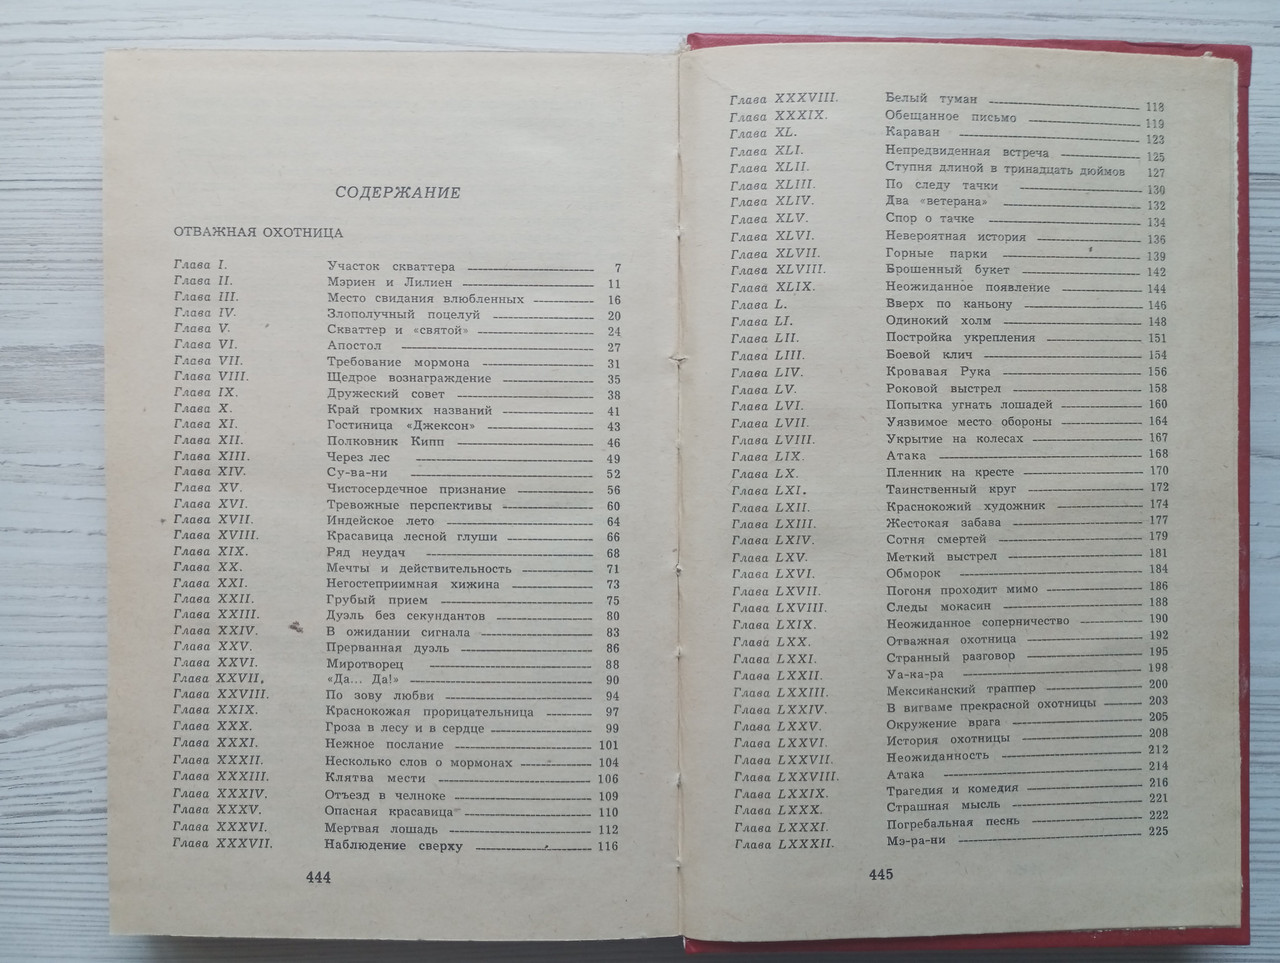 СОДЕРЖАНИЕ
ОТВАЖНАЯ ОХОТНИЦА
Глава I. Участок скваттера 7
Глава II. Мэриен и Лилиен 11
Глава III. Место свидания влюбленных 16
Глава IV. Злополучный поцелуй 20
Глава V. Скваттер и «святой» 24
Глава VI. Апостол 27
Глава VII. Требование мормона 31
Глава VIII. Щедрое вознаграждение 35
Глава IX. Дружеский совет 38
Глава X. Край громких названий 41
Глава XI. Гостиница «Джексон» 43
Глава XII. Полковник Кипп 46
Глава XIII. Через лес 49
Глава XIV. Су-ва-ни 52
Глава XV. Чистосердечное признание 56
Глава XVI. Тревожные перспективы 60
Глава XVII. Индейское лето 64
Глава XVIII. Красавица лесной глуши 66
Глава XIX. Ряд неудач 68
Глава XX. Мечты и действительность 71
Глава XXI. Негостеприимная хижина 73
Глава XXII. Грубый прием 75
Глава XXIII. Дуэль без секундантов 80
Глава XXIV. В ожидании сигнала 83
Глава XXV. Прерванная дуэль 86
Глава XXVI. Миротворец 88
Глава XXVII. «Да... Да!» 90
Глава XXVIII. По зову любви 94
Глава XXIX. Краснокожая прорицательница 97
Глава XXX. Гроза в лесу и в сердце 99
Глава XXXI. Нежное послание 101
Глава XXXII. Несколько слов о мормонах 104
Глава XXXIII. Клятва мести 106
Глава XXXIV. Отъезд в челноке 109
Глава XXXV. Опасная красавица 110
Глава XXXVI. Мертвая лошадь 112
Глава XXXVII. Наблюдение сверху 116
444
Глава XXXVIII. Белый туман 118
Глава XXXIX. Обещанное письмо 119
Глава XL. Караван 123
Глава XLI. Непредвиденная встреча 125
Глава XLII. Ступня длиной в тринадцать дюймов 127
Глава XLIII. По следу тачки 130
Глава XLIV. Два «ветерана» 132
Глава XLV. Спор о тачке 134
Глава XLVI. Невероятная история 136
Глава XLVII. Горные парки 139
Глава XLVIII. Брошенный букет 142
Глава XLIX. Неожиданное появление 144
Глава L. Вверх по каньону 146
Глава LI. Одинокий холм 148
Глава LII. Постройка укрепления 151
Глава LIII. Боевой клич 154
Глава LIV. Кровавая Рука 156
Глава LV. Роковой выстрел 158
Глава LVI. Попытка угнать лошадей 160
Глава LVII. Уязвимое место обороны 164
Глава LVIII. Укрытие на колесах 167
Глава LIX. Атака 168
Глава LX. Пленник на кресте 170
Глава LXI. Таинственный круг 172
Глава LXII. Краснокожий художник 174
Глава LXIII. Жестокая забава 177
Глава LXIV. Сотня смертей 179
Глава LXV. Меткий выстрел 181
Глава LXVI. Обморок 184
Глава LXVII. Погоня проходит мимо 186
Глава LXVIII. Следы мокасин 188
Глава LXIX. Неожиданное соперничество 190
Глава LXX. Отважная охотница 192
Глава LXXI. Странный разговор 195
Глава LXXII. Уа-ка-ра 198
Глава LXXIII. Мексиканский траппер 200
Глава LXXIV. В вигваме прекрасной охотницы 203
Глава LXXV. Окружение врага 205
Глава LXXVI. История охотницы 208
Глава LXXVII. Неожиданность 212
Глава LXXVIII. Атака 214
Глава LXXIX. Трагедия и комедия 216
Глава LXXX. Страшная мысль 221
Глава LXXXI. Погребальная песнь 222
Глава LXXXII. Мэ-ра-ни 225
445